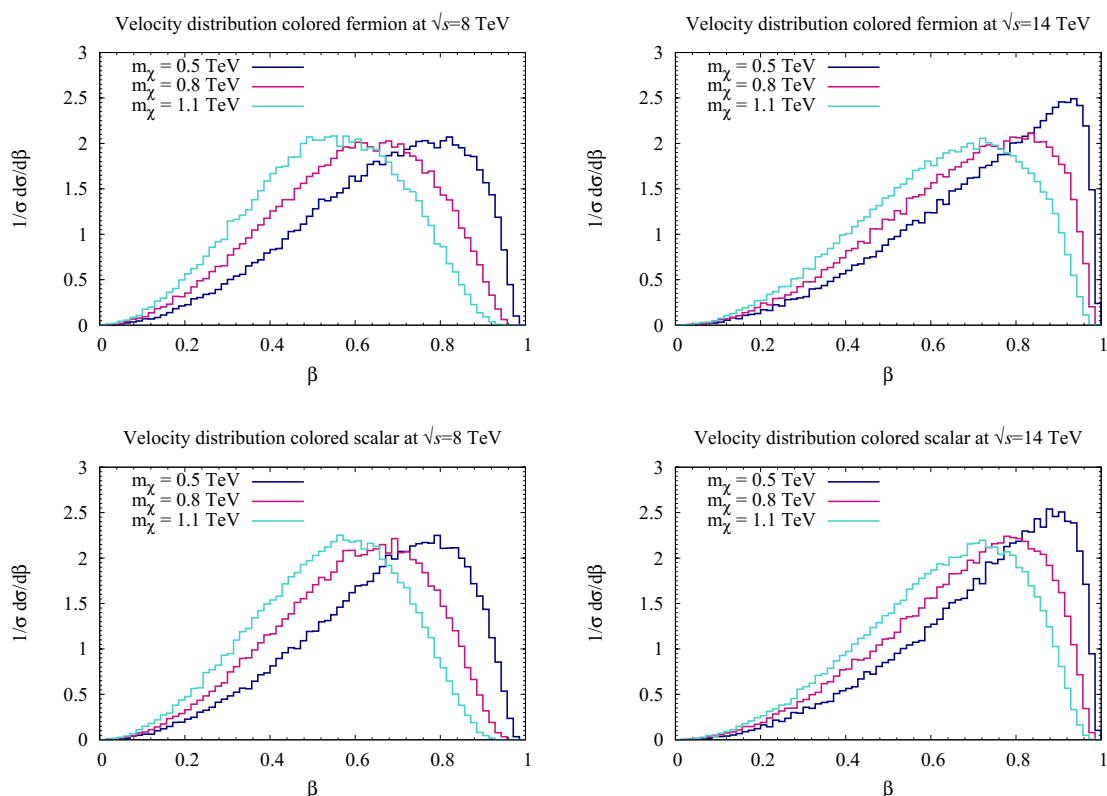 Velocity distribution colored fermion at √s=8 TeV
3
2.5
2
1.5
1
0.5
0
1/σ dσ/dβ
mχ = 0.5 TeV
mχ = 0.8 TeV
mχ = 1.1 TeV
0 0.2 0.4 0.6 0.8 1
β
Velocity distribution colored fermion at √s=14 TeV
3
2.5
2
1.5
1
0.5
0
1/σ dσ/dβ
mχ = 0.5 TeV
mχ = 0.8 TeV
mχ = 1.1 TeV
0 0.2 0.4 0.6 0.8 1
β
Velocity distribution colored scalar at √s=8 TeV
3
2.5
2
1.5
1
0.5
0
1/σ dσ/dβ
mχ = 0.5 TeV
mχ = 0.8 TeV
mχ = 1.1 TeV
0 0.2 0.4 0.6 0.8 1
β
Velocity distribution colored scalar at √s=14 TeV
3
2.5
2
1.5
1
0.5
0
1/σ dσ/dβ
mχ = 0.5 TeV
mχ = 0.8 TeV
mχ = 1.1 TeV
0 0.2 0.4 0.6 0.8 1
β